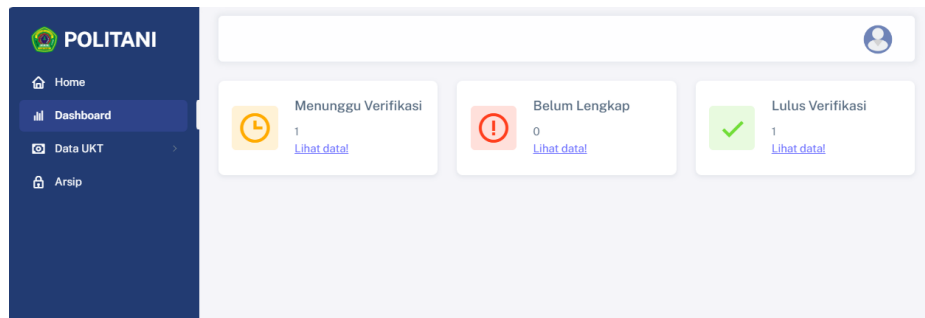 POLITANI
Home
Dashboard
Data UKT
Arsip
Menunggu Verifikasi
1
Lihat data!
Belum Lengkap
0
Lihat data!
Lulus Verifikasi
1
Lihat data!